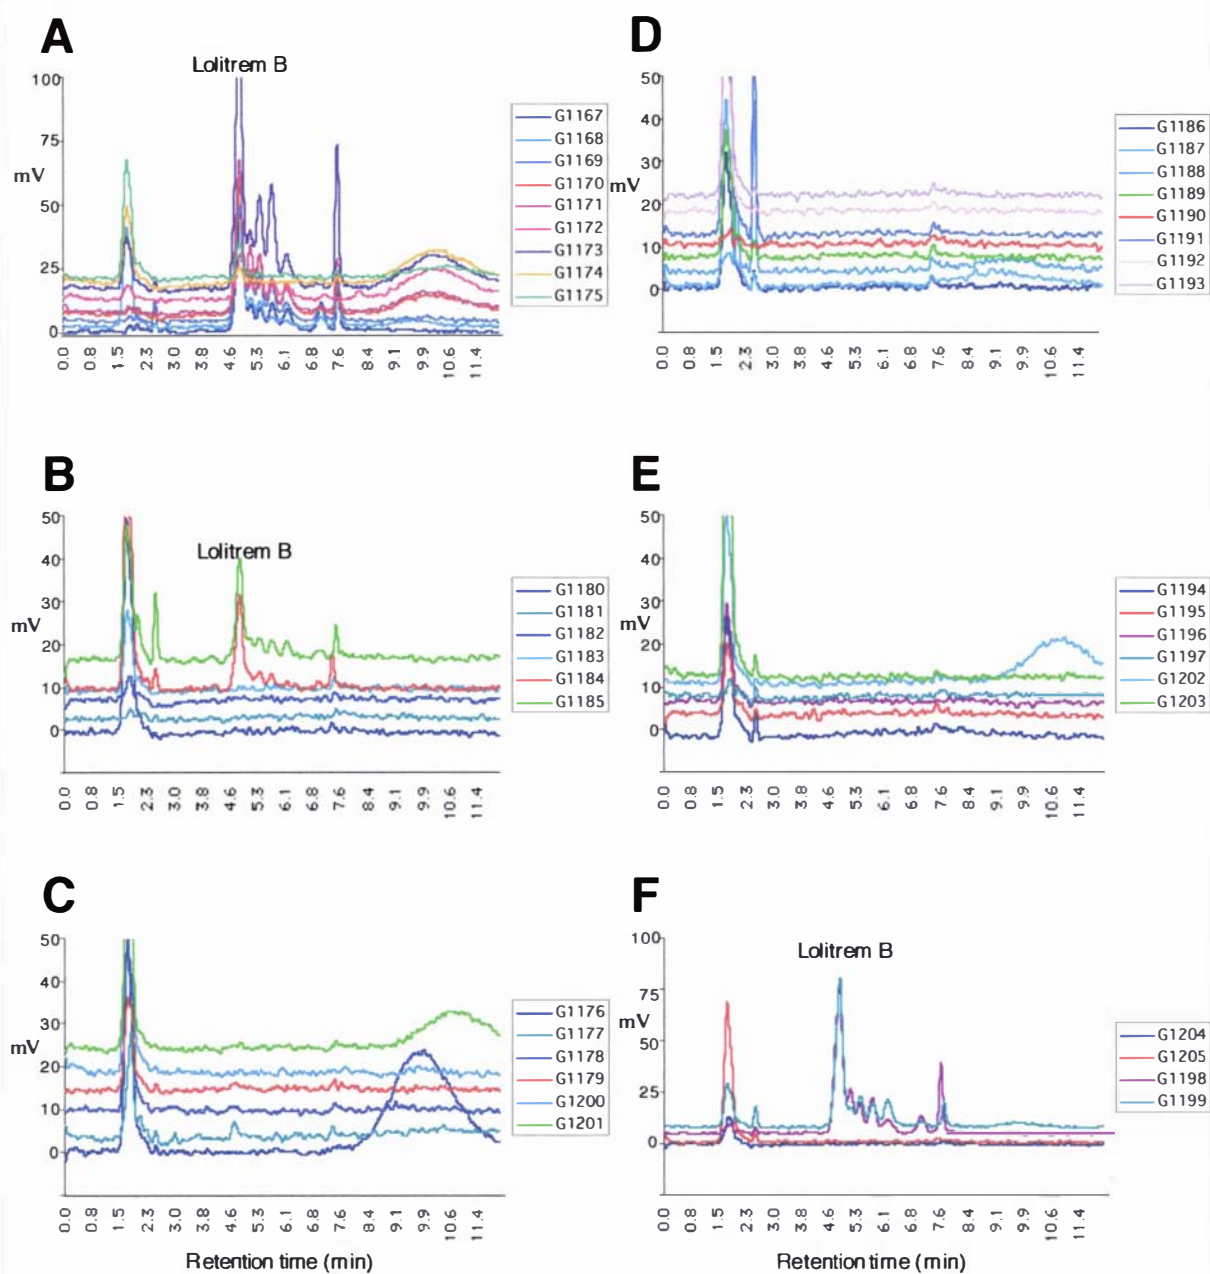 A
Lolitrem B
100
75
mV
50
25
0
0.0 0.8 1.5 2.3 3.0 3.8 4.6 5.3 6.1 6.8 7.6 8.4 9.1 9.9 10.6 11.4
G1167
G1168
G1169
G1170
G1171
G1172
G1173
G1174
G1175
D
50
40
30
mV
20
10
0
0.0 0.8 1.5 2.3 3.0 3.8 4.6 5.3 6.1 6.8 7.6 8.4 9.1 9.9 10.6 11.4
G1186
G1187
G1188
G1189
G1190
G1191
G1192
G1193
B
50
Lolitrem B
40
30
mV
20
10
0
0.0 0.8 1.5 2.3 3.0 3.8 4.6 5.3 6.1 6.8 7.6 8.4 9.1 9.9 10.6 11.4
G1180
G1181
G1182
G1183
G1184
G1185
E
50
40
30
mV
20
10
0
0.0 0.8 1.5 2.3 3.0 3.8 4.6 5.3 6.1 6.8 7.6 8.4 9.1 9.9 10.6 11.4
G1194
G1195
G1196
G1197
G1202
G1203
C
50
40
30
mV
20
10
0
0.0 0.8 1.5 2.3 3.0 3.8 4.6 5.3 6.1 6.8 7.6 8.4 9.1 9.9 10.6 11.4
Retention time (min)
G1176
G1177
G1178
G1179
G1200
G1201
F
100
Lolitrem B
75
mV
50
25
0
0.0 0.8 1.5 2.3 3.0 3.8 4.6 5.3 6.1 6.8 7.6 8.4 9.1 9.9 10.6 11.4
Retention time (min)
G1204
G1205
G1198
G1199